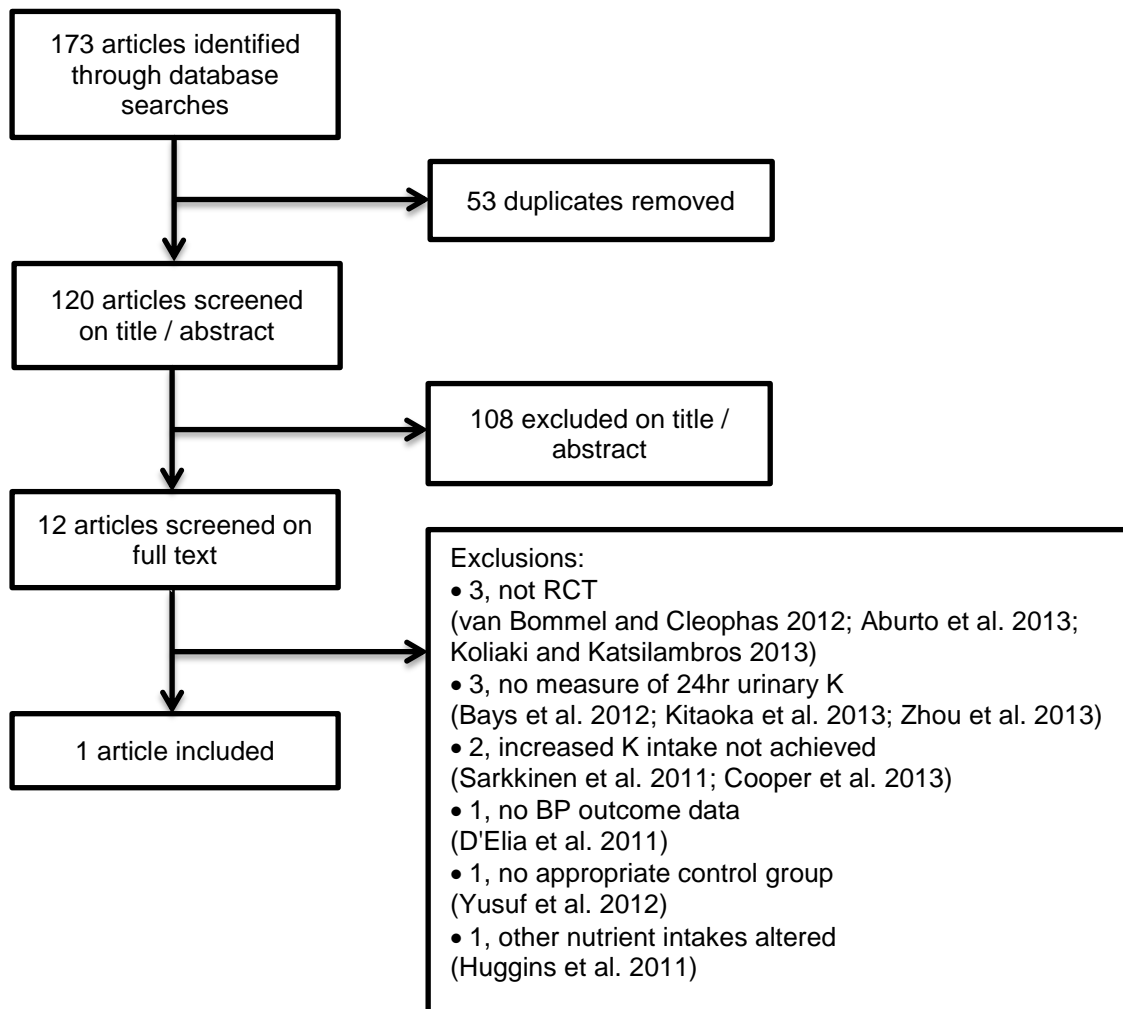 173 articles identified
through database
searches
53 duplicates removed
120 articles screened
on title / abstract
108 excluded on title /
abstract
12 articles screened on
full text
Exclusions:
• 3, not RCT
(van Bommel and Cleophas 2012; Aburto et al. 2013;
Koliaki and Katsilambros 2013)
• 3, no measure of 24hr urinary K
(Bays et al. 2012; Kitaoka et al. 2013; Zhou et al. 2013)
• 2, increased K intake not achieved
(Sarkkinen et al. 2011; Cooper et al. 2013)
• 1, no BP outcome data
(D'Elia et al. 2011)
• 1, no appropriate control group
(Yusuf et al. 2012)
• 1, other nutrient intakes altered
(Huggins et al. 2011)
1 article included